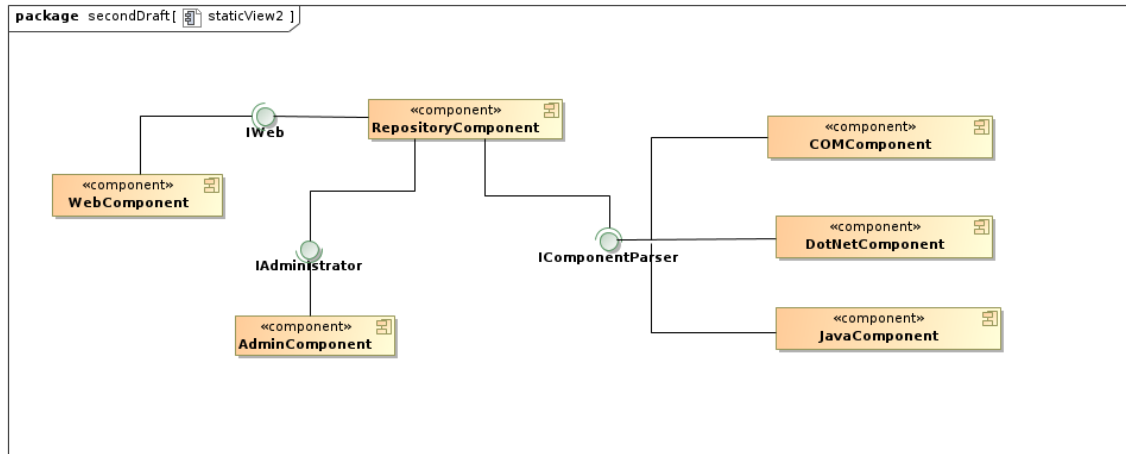 package secondDraft[ staticView2 ]
«component»
RepositoryComponent
IWeb
«component»
COMComponent
«component»
WebComponent
«component»
DotNetComponent
IComponentParser
IAdministrator
«component»
AdminComponent
«component»
JavaComponent